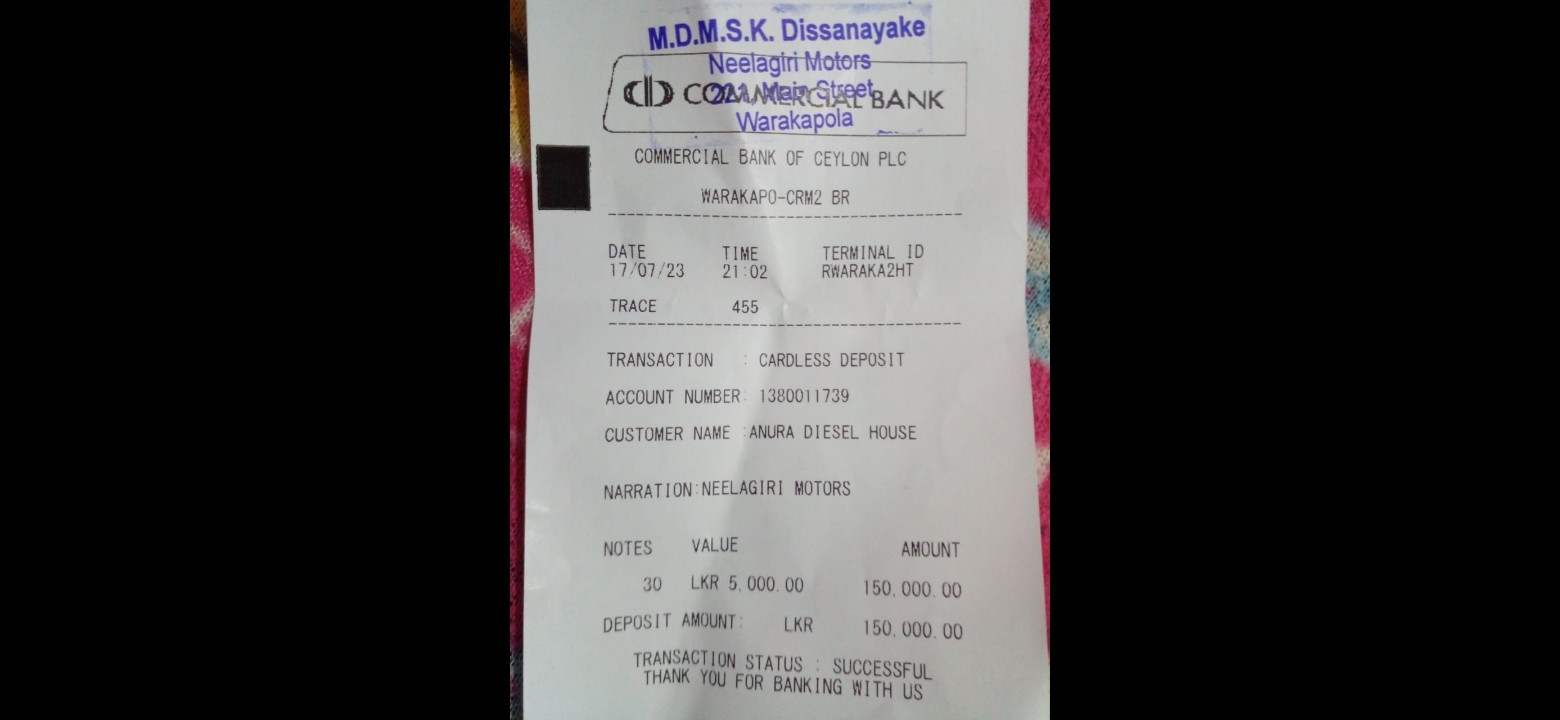 M.D.M.S.K. Dissanayake
Neelagiri Motors
221, Main Street
COMMERCIAL BANK
Warakapola
COMMERCIAL BANK OF CEYLON PLC
WARAKAPO-CRM2 BR
DATE TIME TERMINAL ID
17/07/23 21:02 RWARAKA2HT
TRACE 455
TRANSACTION : CARDLESS DEPOSIT
ACCOUNT NUMBER: 1380011739
CUSTOMER NAME :ANURA DIESEL HOUSE
NARRATION:NEELAGIRI MOTORS
NOTES VALUE AMOUNT
30 LKR 5,000.00 150,000.00
DEPOSIT AMOUNT: LKR 150,000.00
TRANSACTION STATUS : SUCCESSFUL
THANK YOU FOR BANKING WITH US